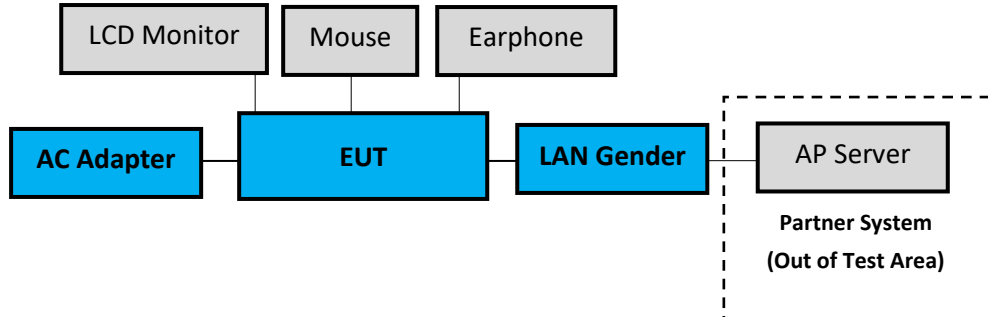 LCD Monitor
Mouse
Earphone
AC Adapter
EUT
LAN Gender
AP Server
Partner System
(Out of Test Area)